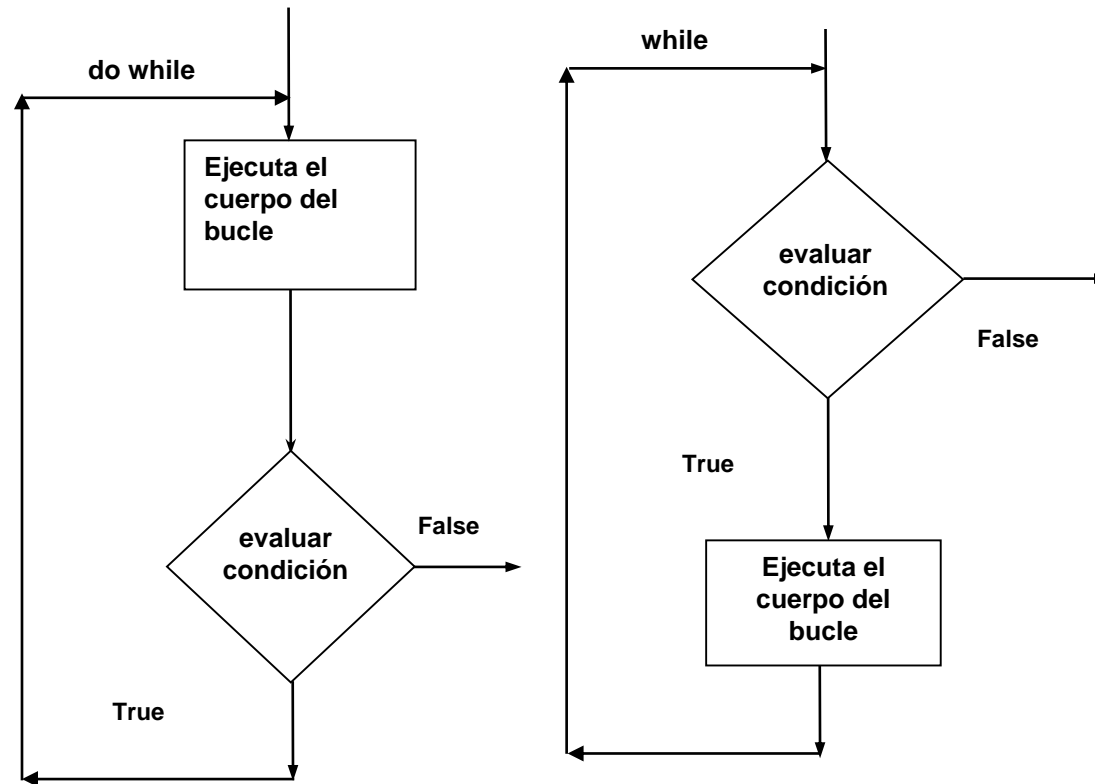 do while
Ejecuta el
cuerpo del
bucle
evaluar
condición
False
True
while
evaluar
condición
False
True
Ejecuta el
cuerpo del
bucle